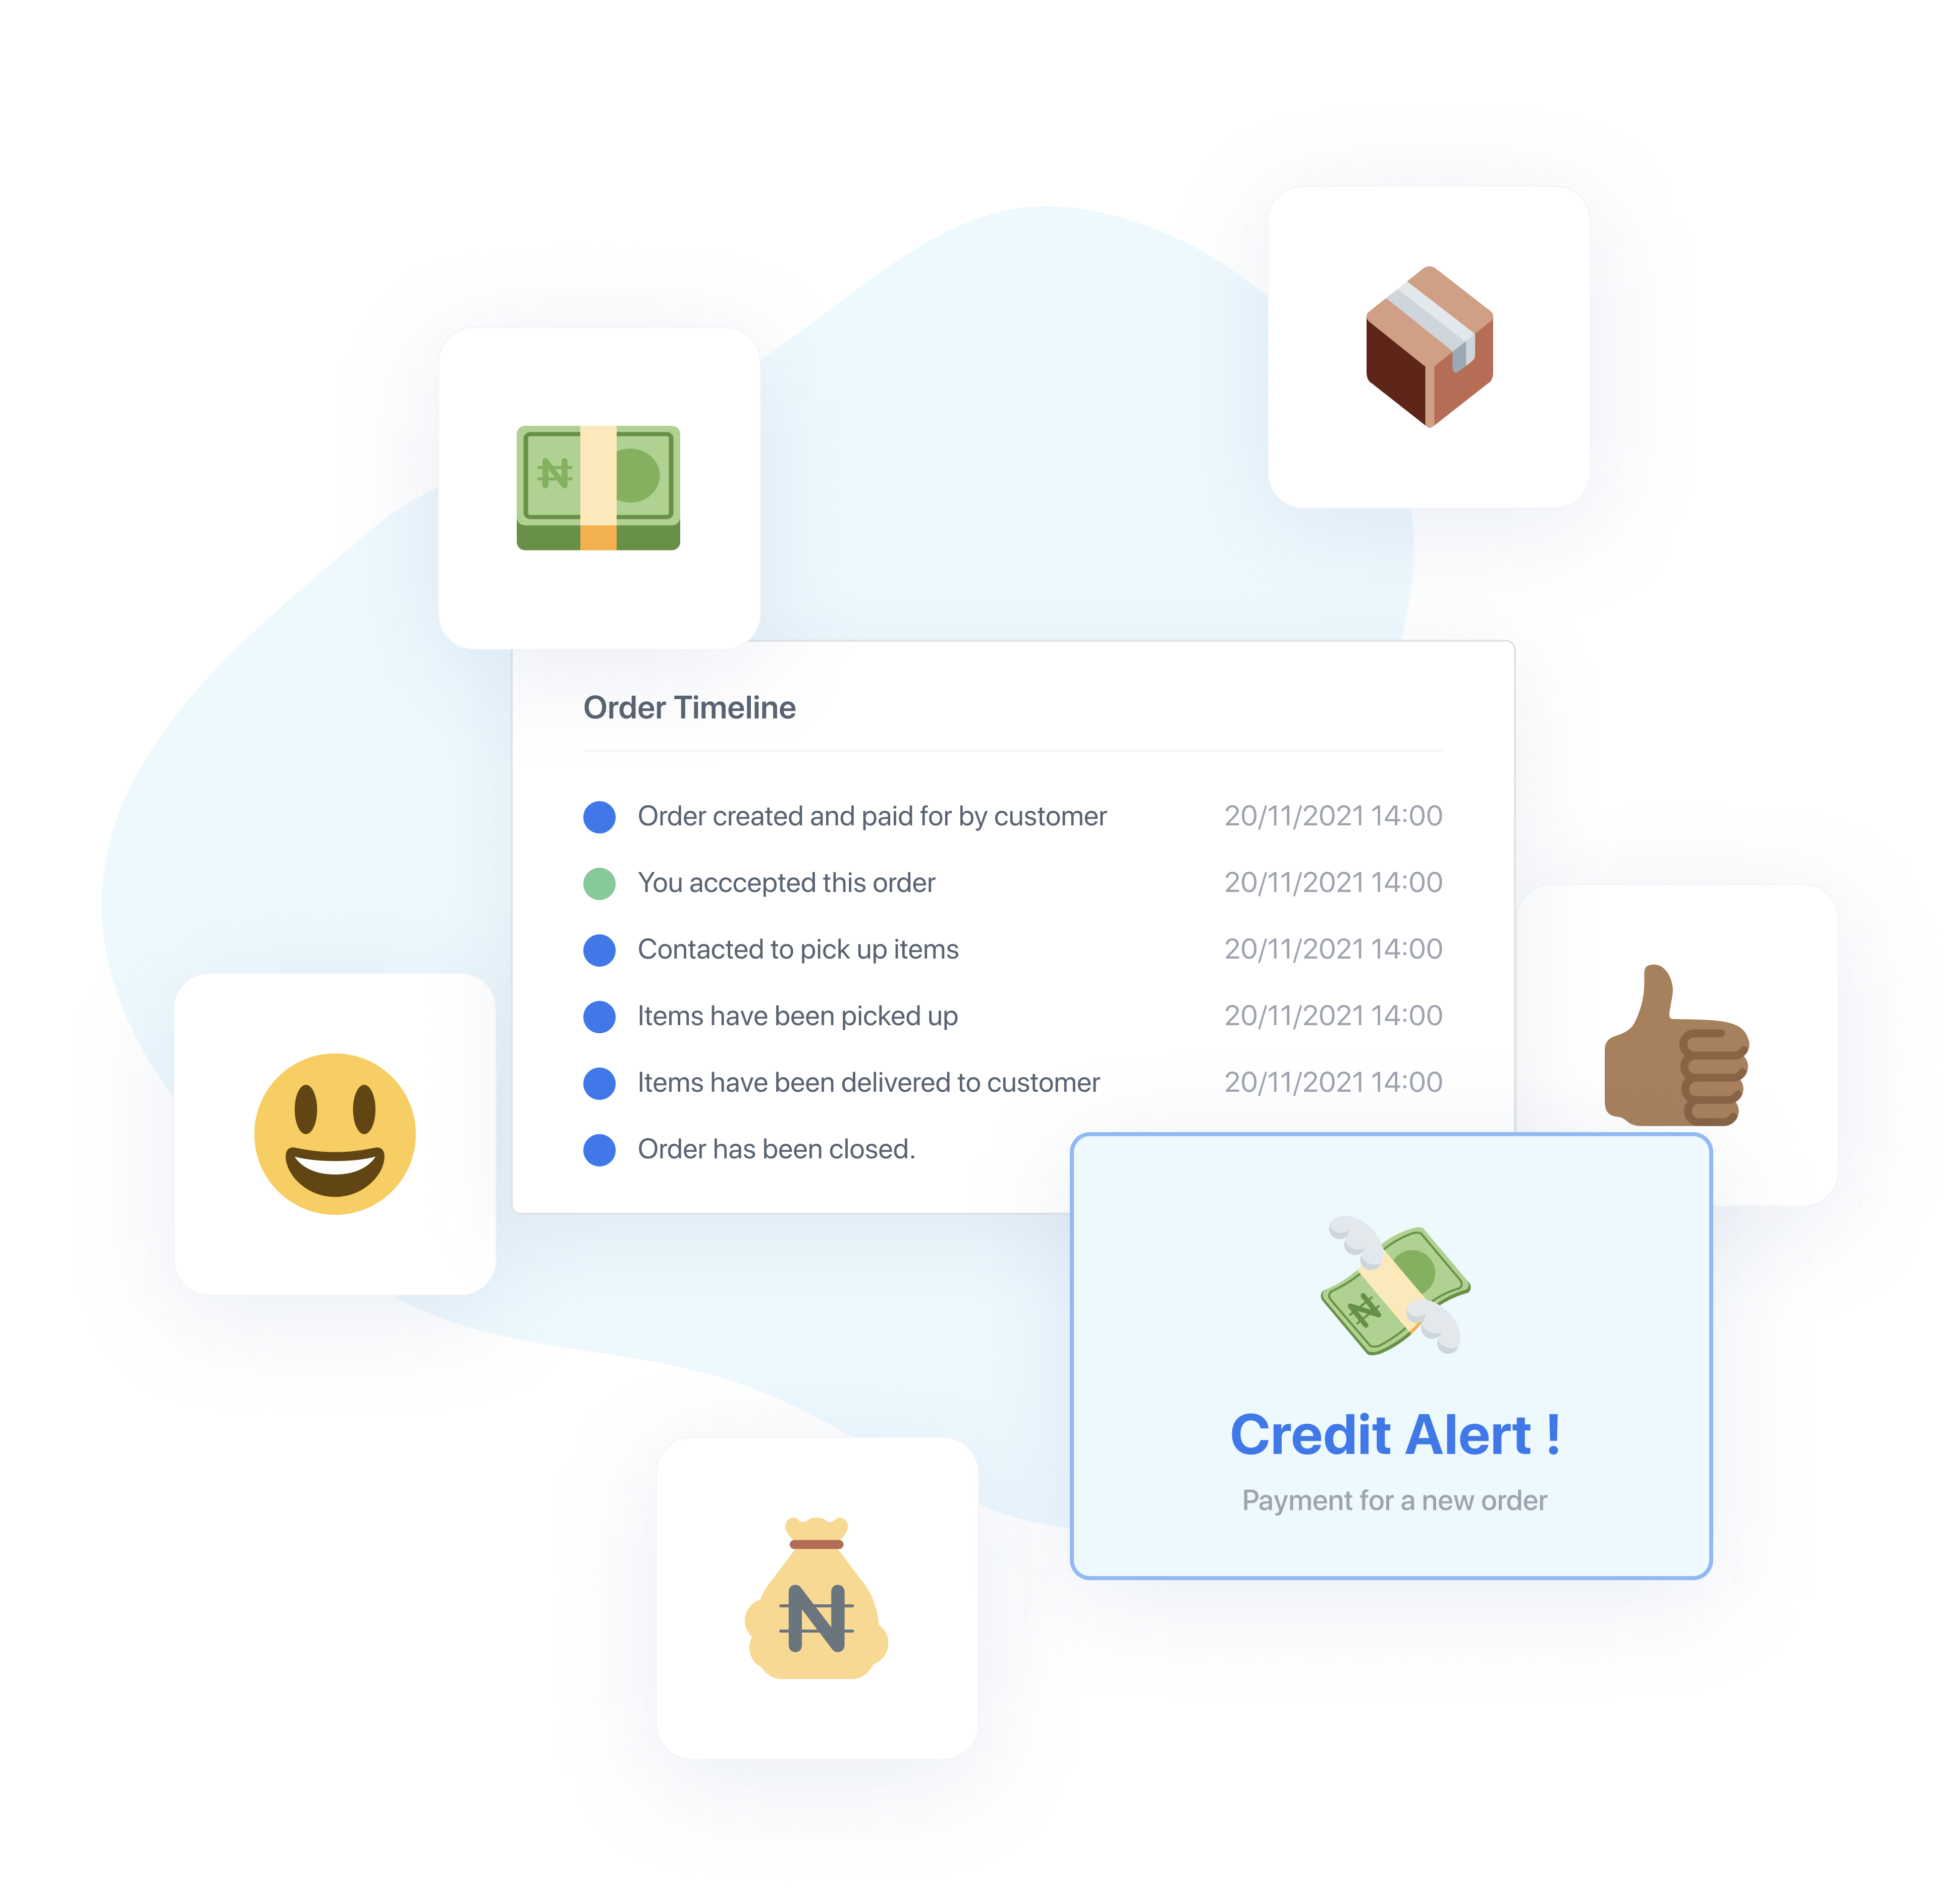 ₦
Order Timeline
Order created and paid for by customer 20/11/2021 14:00
You acccepted this order 20/11/2021 14:00
Contacted to pick up items 20/11/2021 14:00
Items have been picked up 20/11/2021 14:00
Items have been delivered to customer 20/11/2021 14:00
Order has been closed.
₦
Credit Alert !
Payment for a new order
₦